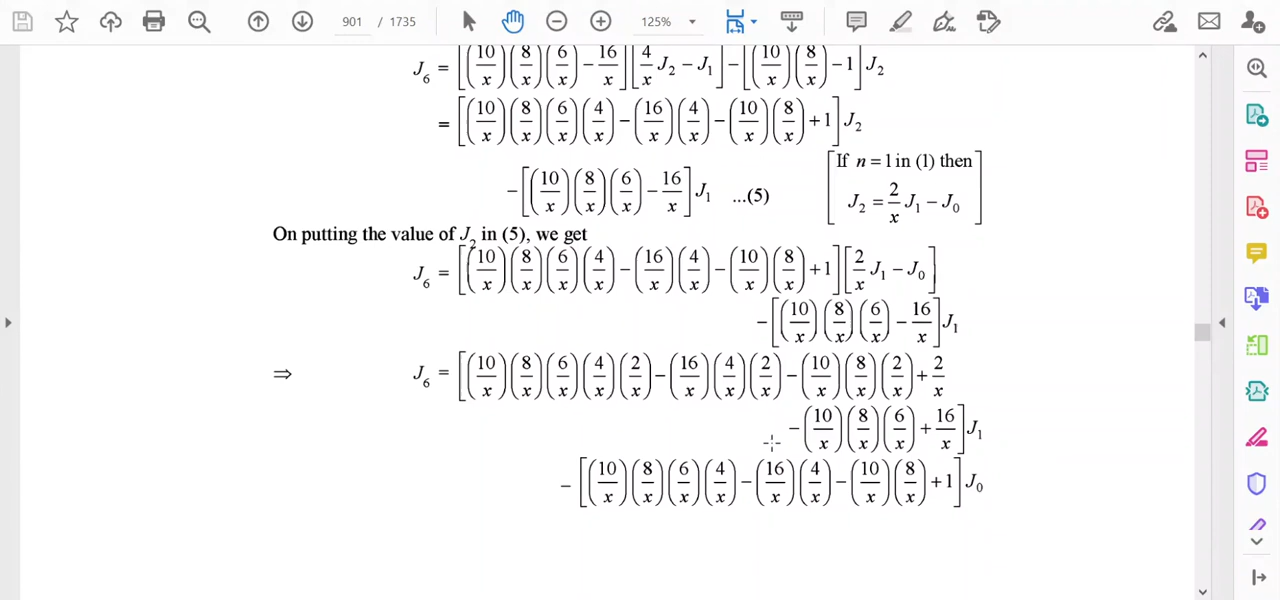 901 / 1735 125%
J₆ = [(10/x)(8/x)(6/x) − 16/x][4/x J₂ − J₁] − [(10/x)(8/x) − 1] J₂
= [(10/x)(8/x)(6/x)(4/x) − (16/x)(4/x) − (10/x)(8/x) + 1] J₂
− [(10/x)(8/x)(6/x) − 16/x] J₁ ...(5)
[If n = 1 in (1) then
J₂ = 2/x J₁ − J₀]
On putting the value of J₂ in (5), we get
J₆ = [(10/x)(8/x)(6/x)(4/x) − (16/x)(4/x) − (10/x)(8/x) + 1][2/x J₁ − J₀]
− [(10/x)(8/x)(6/x) − 16/x] J₁
⇒ J₆ = [(10/x)(8/x)(6/x)(4/x)(2/x) − (16/x)(4/x)(2/x) − (10/x)(8/x)(2/x) + 2/x
− (10/x)(8/x)(6/x) + 16/x] J₁
− [(10/x)(8/x)(6/x)(4/x) − (16/x)(4/x) − (10/x)(8/x) + 1] J₀